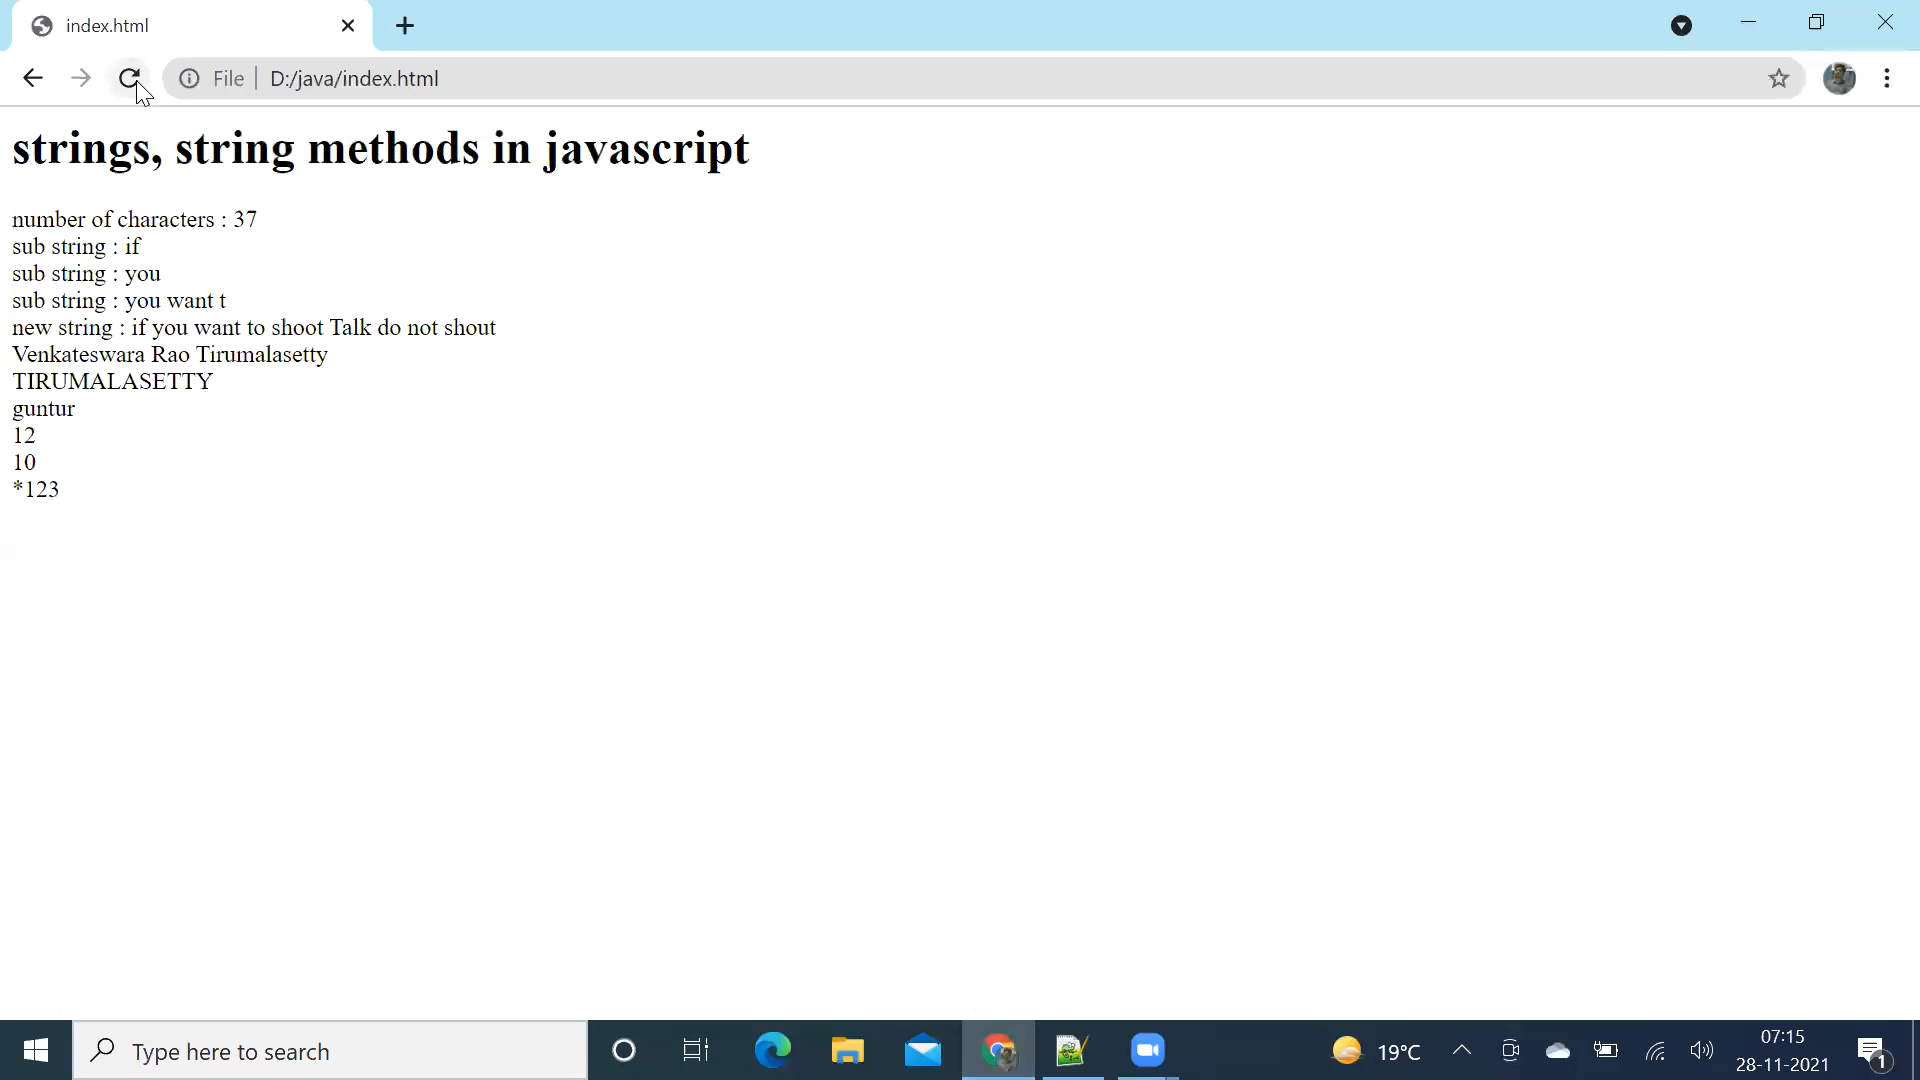 index.html
File | D:/java/index.html
strings, string methods in javascript
number of characters : 37
sub string : if
sub string : you
sub string : you want t
new string : if you want to shoot Talk do not shout
Venkateswara Rao Tirumalasetty
TIRUMALASETTY
guntur
12
10
*123
Type here to search
19°C
07:15
28-11-2021
1